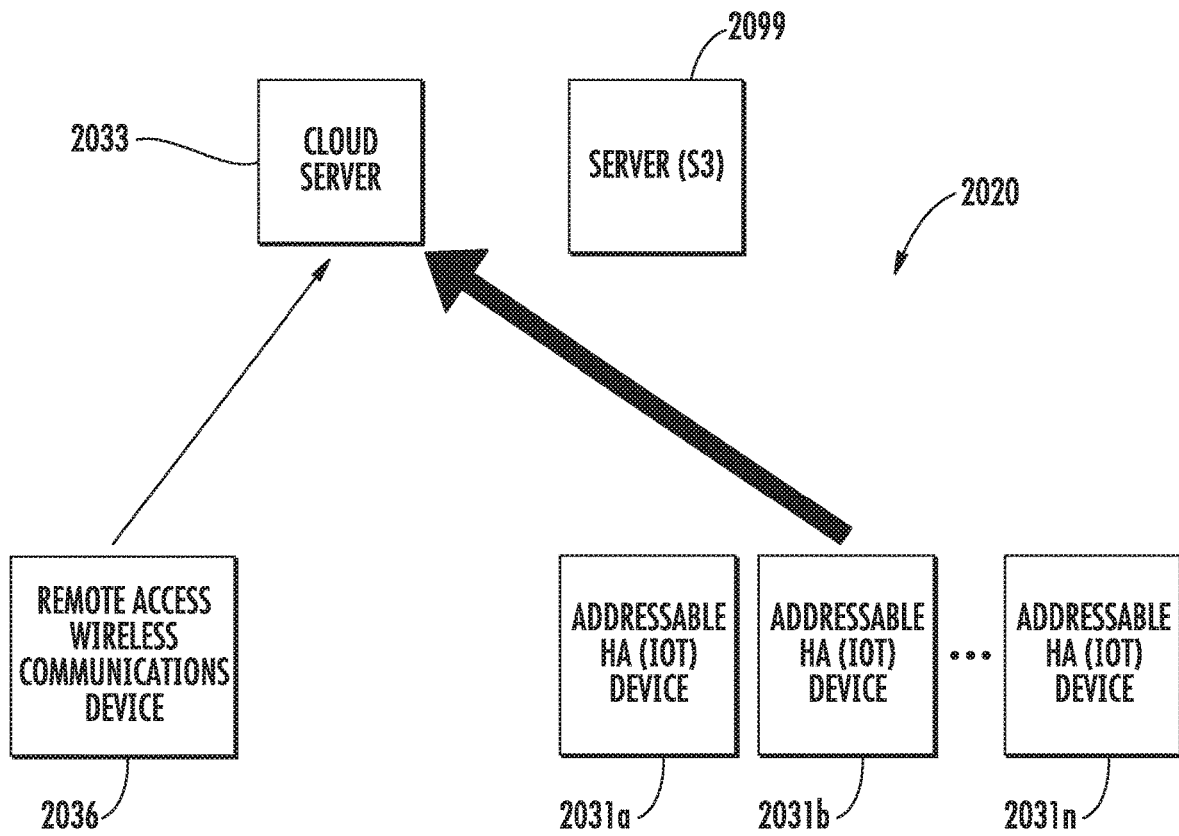 2099
2033
CLOUD
SERVER
SERVER (S3)
2020
REMOTE ACCESS
WIRELESS
COMMUNICATIONS
DEVICE
ADDRESSABLE
HA (IOT)
DEVICE
ADDRESSABLE
HA (IOT)
DEVICE
•••
ADDRESSABLE
HA (IOT)
DEVICE
2036
2031a
2031b
2031n